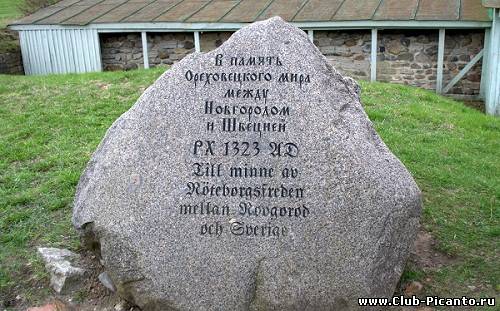 В память
Ореховецкого мира
между
Новгородом
и Швецией
РХ 1323 AD
Till minne av
Nöteborgsfreden
mellan Novgorod
och Sverige
www.Club-Picanto.ru